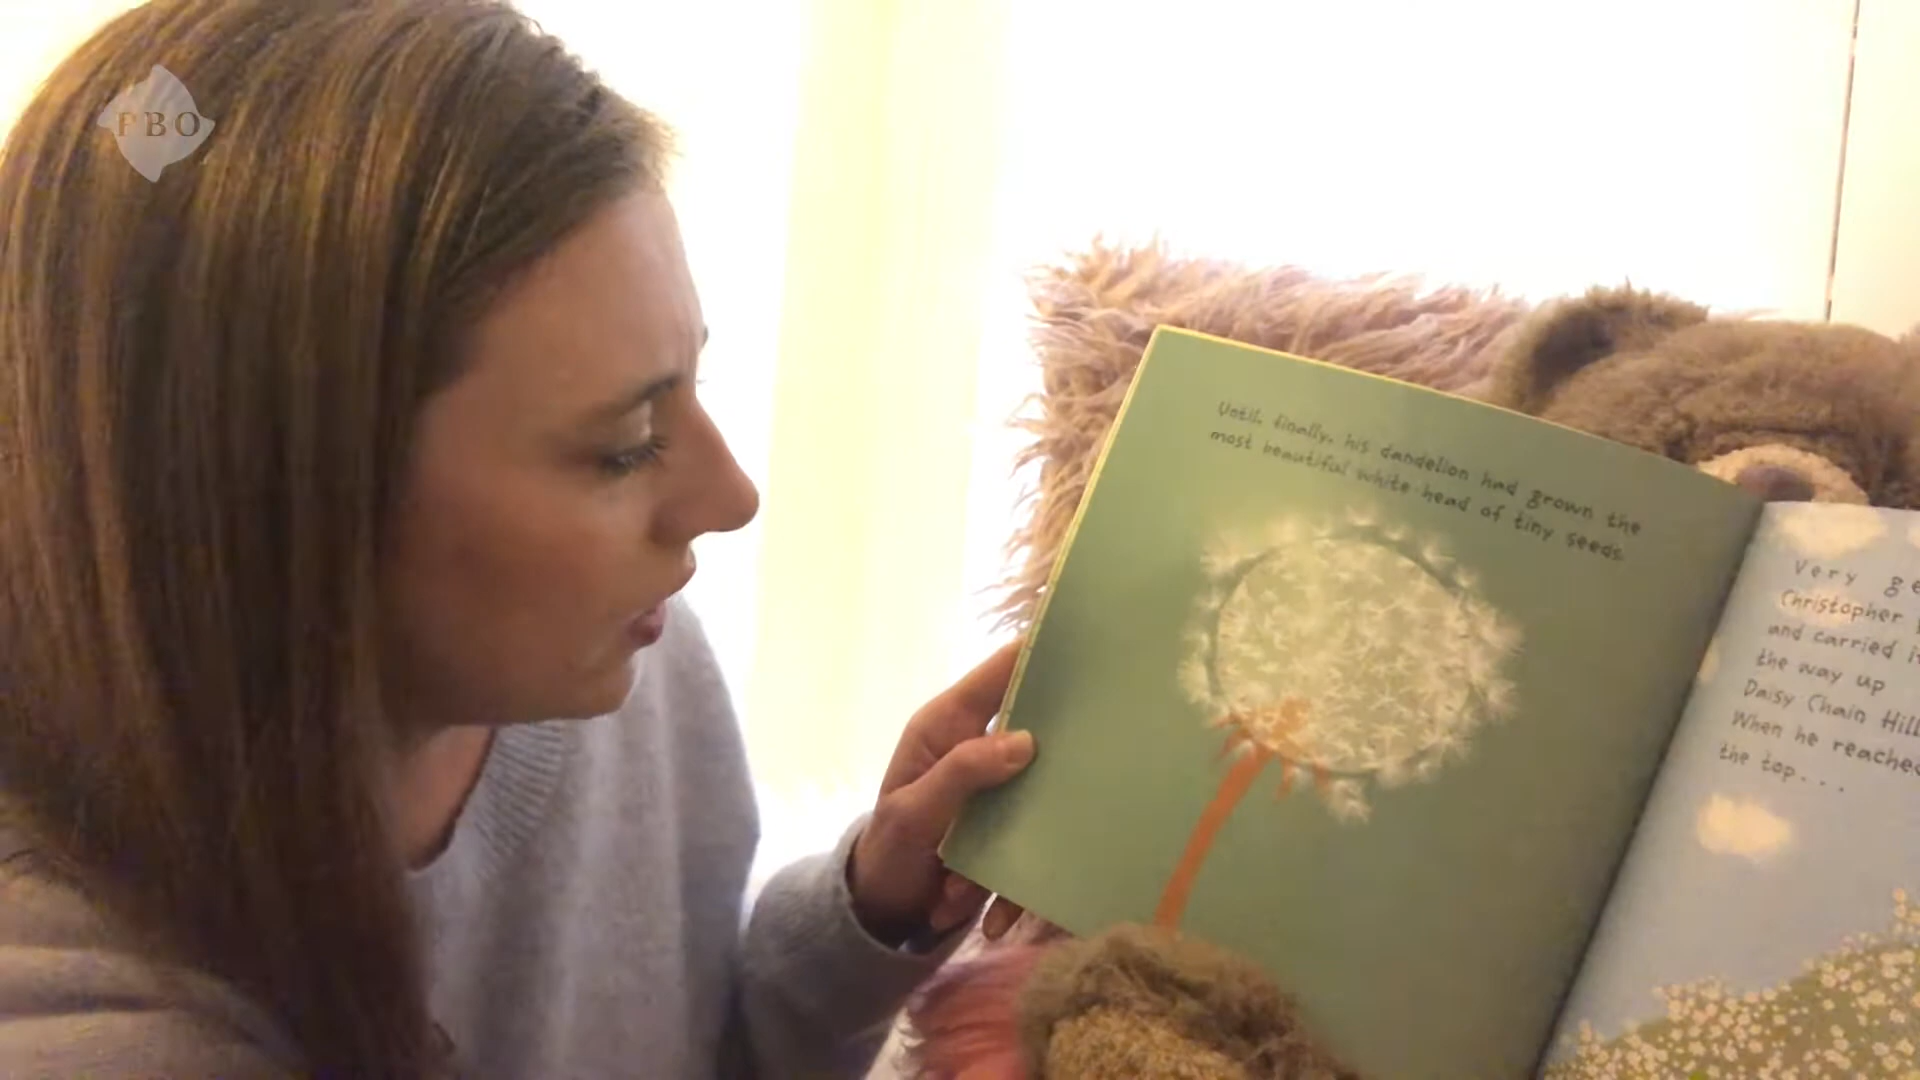 PBO
Until, finally, his dandelion had grown the
most beautiful white head of tiny seeds.
Very
Christopher
and carried
the way up
Daisy Chain Hill
When he reached
the top...